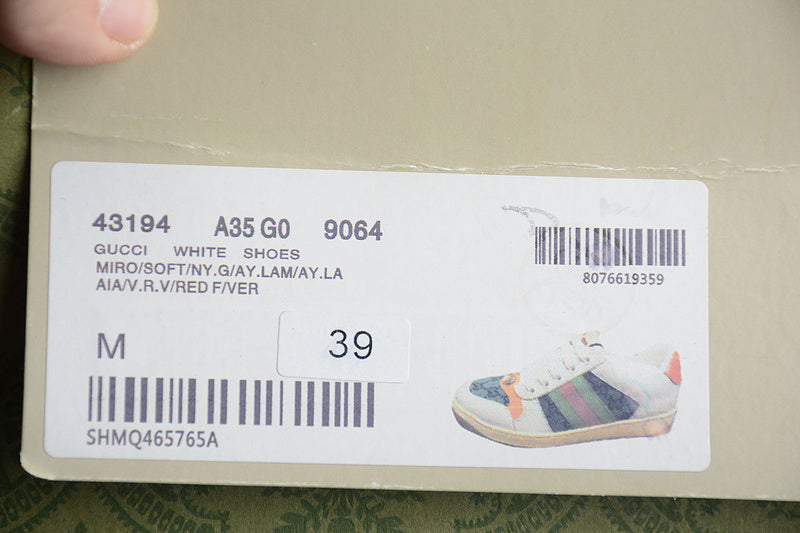 43194 A35 G0 9064
GUCCI WHITE SHOES
MIRO/SOFT/NY.G/AY.LAM/AY.LA
AIA/V.R.V/RED F/VER
8076619359
M
39
SHMQ465765A